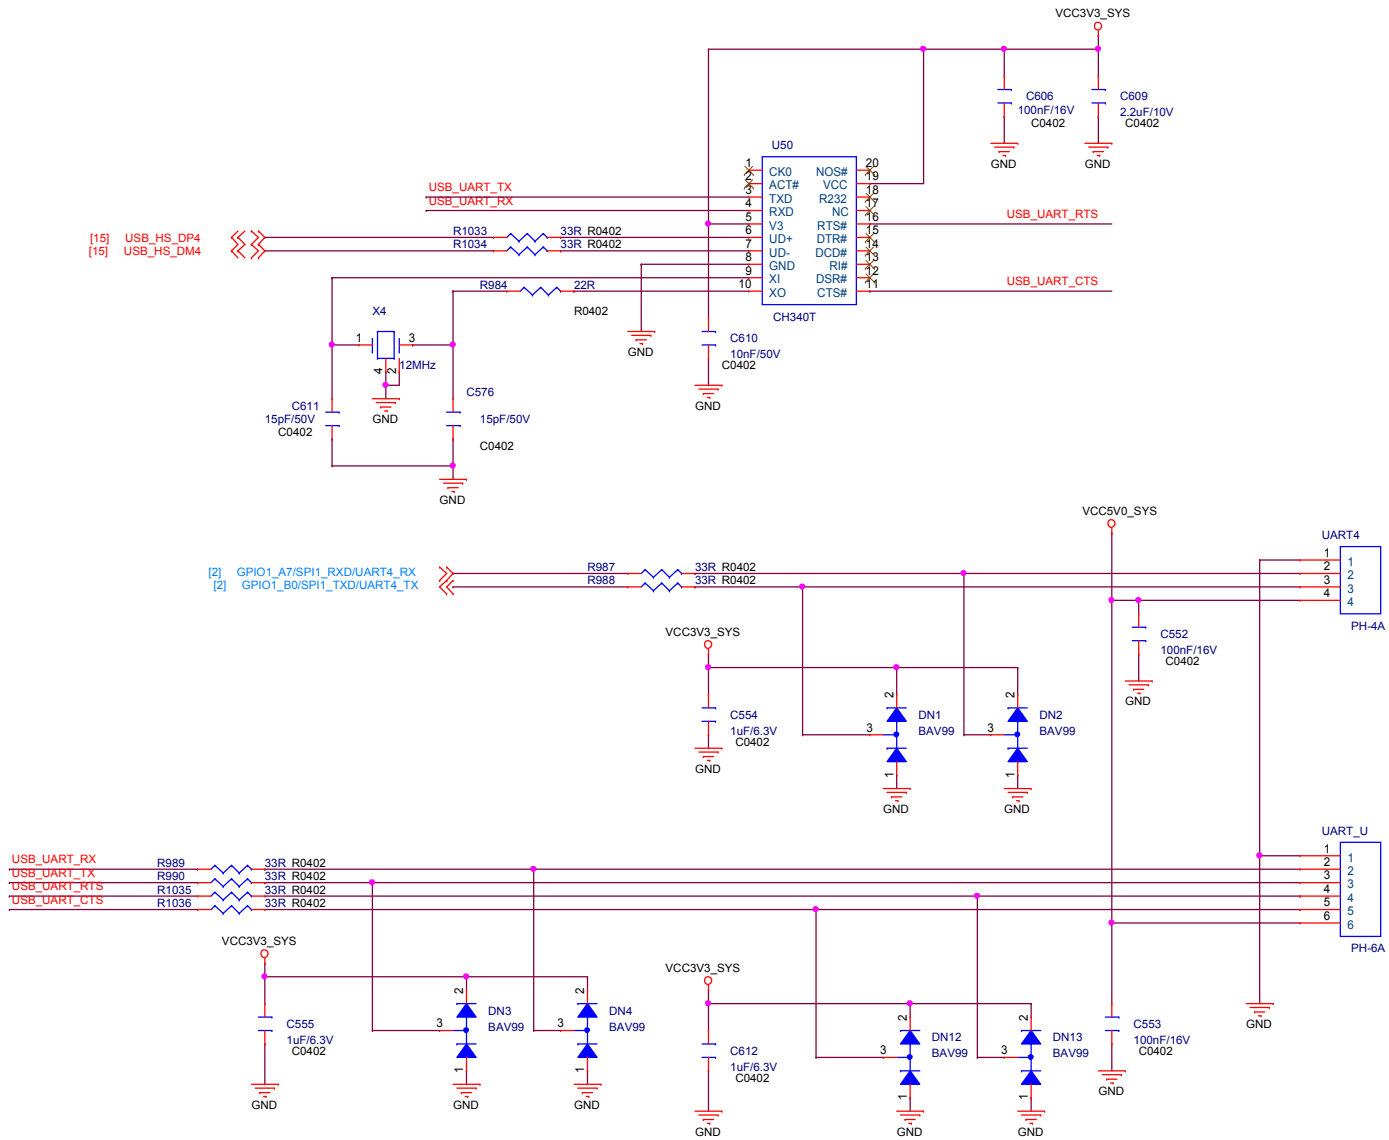 VCC3V3_SYS
C606
100nF/16V
C0402
C609
2.2uF/10V
C0402
GND
GND
U50
1 CK0 NOS# 20
2 ACT# VCC 19
USB_UART_TX 3 TXD R232 18
USB_UART_RX 4 RXD NC 17
5 V3 RTS# 16 USB_UART_RTS
[15] USB_HS_DP4 R1033 33R R0402 6 UD+ DTR# 15
[15] USB_HS_DM4 R1034 33R R0402 7 UD- DCD# 14
8 GND RI# 13
9 XI DSR# 12
R984 22R 10 XO CTS# 11 USB_UART_CTS
R0402
CH340T
X4
1 3
12MHz
4 2
GND
GND
C610
10nF/50V
C0402
GND
C611
15pF/50V
C0402
C576
15pF/50V
C0402
GND
VCC5V0_SYS
UART4
[2] GPIO1_A7/SPI1_RXD/UART4_RX R987 33R R0402
[2] GPIO1_B0/SPI1_TXD/UART4_TX R988 33R R0402
1 1
2 2
3 3
4 4
PH-4A
C552
100nF/16V
C0402
GND
VCC3V3_SYS
C554
1uF/6.3V
C0402
GND
2
3
1
DN1
BAV99
GND
2
3
1
DN2
BAV99
GND
UART_U
USB_UART_RX R989 33R R0402
USB_UART_TX R990 33R R0402
USB_UART_RTS R1035 33R R0402
USB_UART_CTS R1036 33R R0402
1 1
2 2
3 3
4 4
5 5
6 6
PH-6A
VCC3V3_SYS
C555
1uF/6.3V
C0402
GND
2
3
1
DN3
BAV99
GND
2
3
1
DN4
BAV99
GND
VCC3V3_SYS
C612
1uF/6.3V
C0402
GND
2
3
1
DN12
BAV99
GND
2
3
1
DN13
BAV99
GND
C553
100nF/16V
C0402
GND
GND